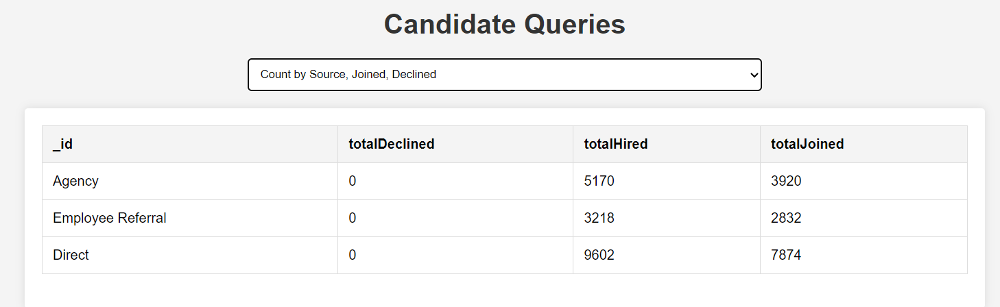 Candidate Queries
Count by Source, Joined, Declined
_id totalDeclined totalHired totalJoined
Agency 0 5170 3920
Employee Referral 0 3218 2832
Direct 0 9602 7874